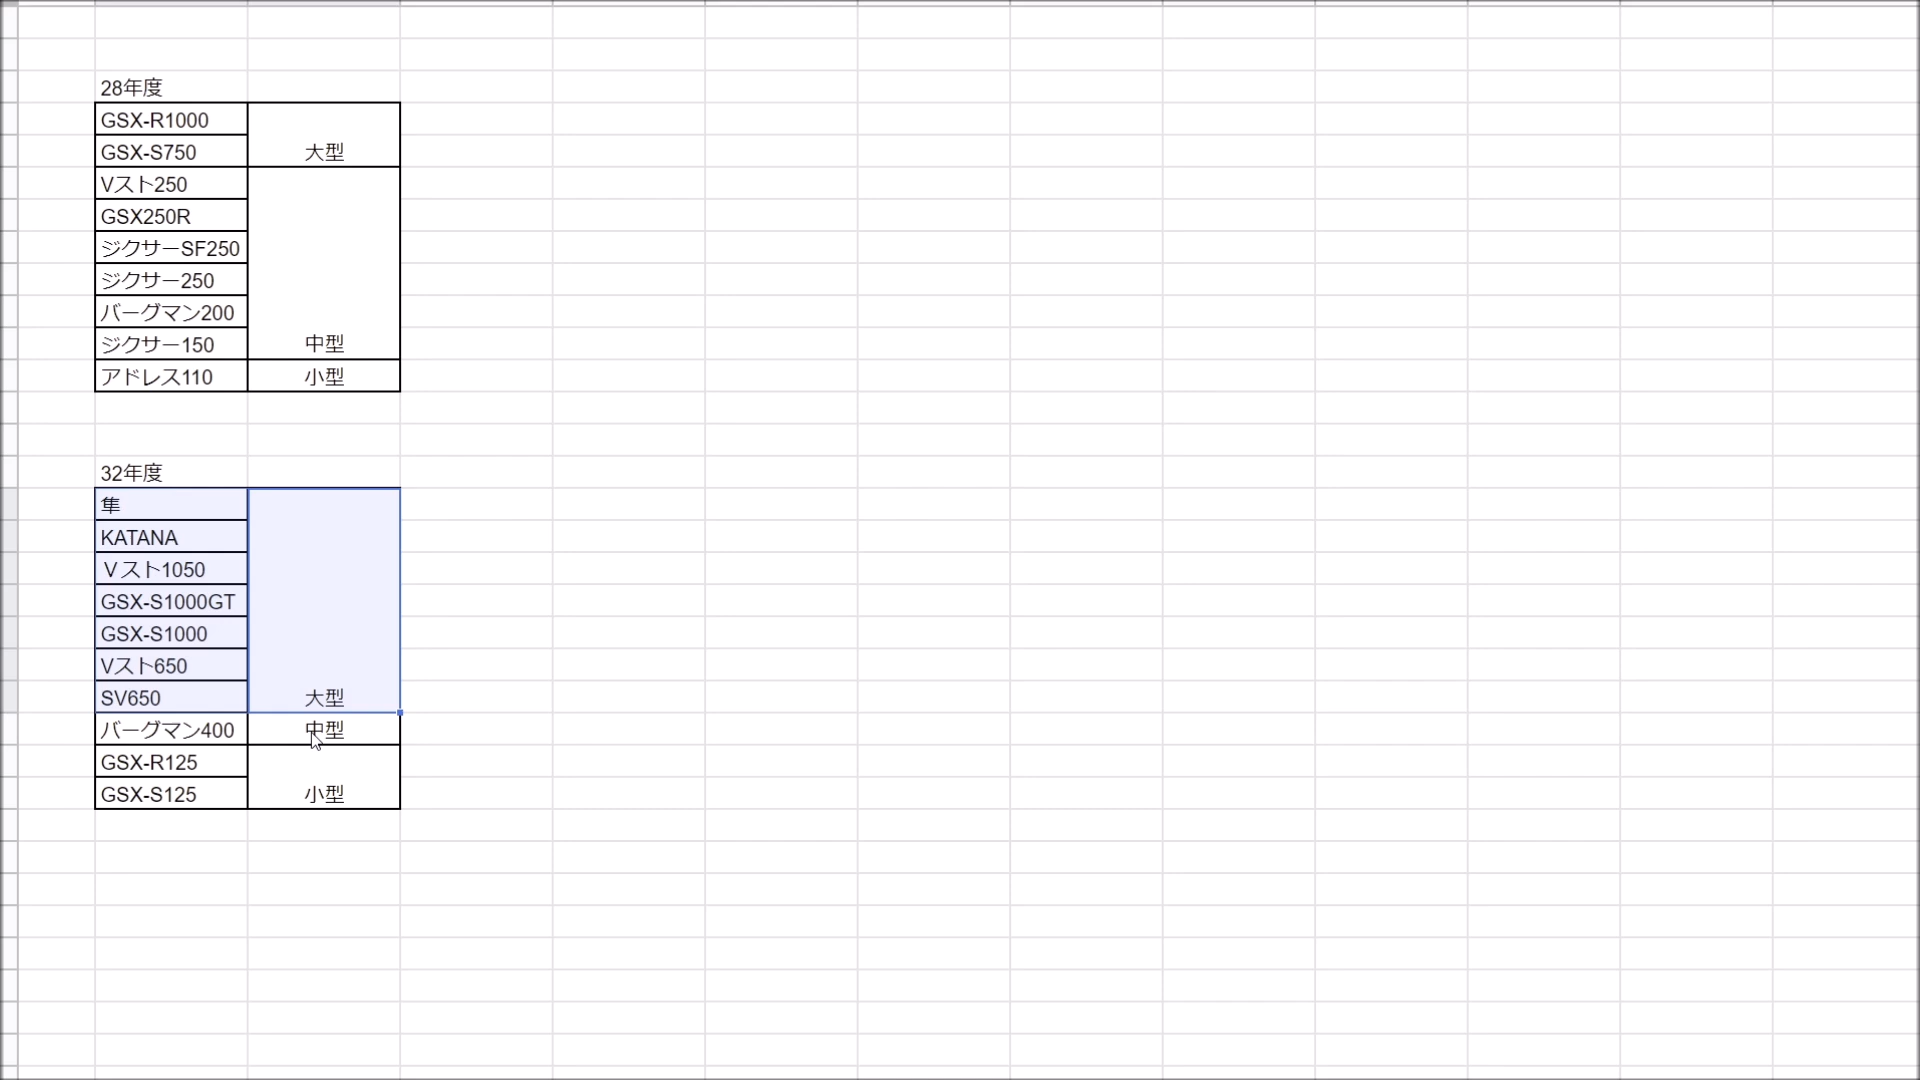 28年度
GSX-R1000
GSX-S750 大型
Vスト250
GSX250R
ジクサーSF250
ジクサー250
バーグマン200
ジクサー150 中型
アドレス110 小型
32年度
隼
KATANA
Ｖスト1050
GSX-S1000GT
GSX-S1000
Vスト650
SV650 大型
バーグマン400 中型
GSX-R125
GSX-S125 小型